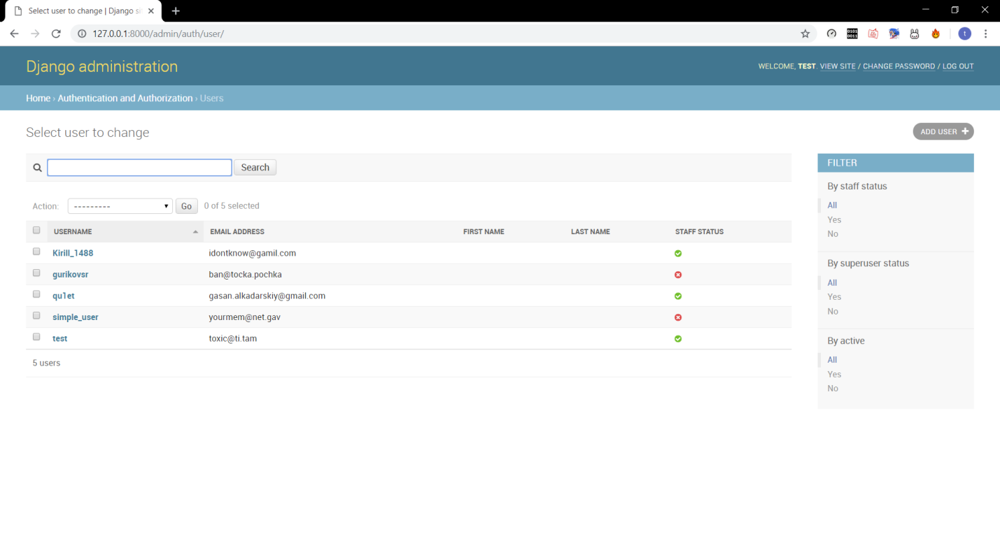 Select user to change | Django si
127.0.0.1:8000/admin/auth/user/
0101
0011
t
Django administration
WELCOME, TEST. VIEW SITE / CHANGE PASSWORD / LOG OUT
Home › Authentication and Authorization › Users
Select user to change
ADD USER
Search
FILTER
By staff status
All
Yes
No
By superuser status
All
Yes
No
By active
All
Yes
No
Action: --------- Go 0 of 5 selected
USERNAME EMAIL ADDRESS FIRST NAME LAST NAME STAFF STATUS
Kirill_1488 idontknow@gamil.com
gurikovsr ban@tocka.pochka
qu1et gasan.alkadarskiy@gmail.com
simple_user yourmem@net.gav
test toxic@ti.tam
5 users